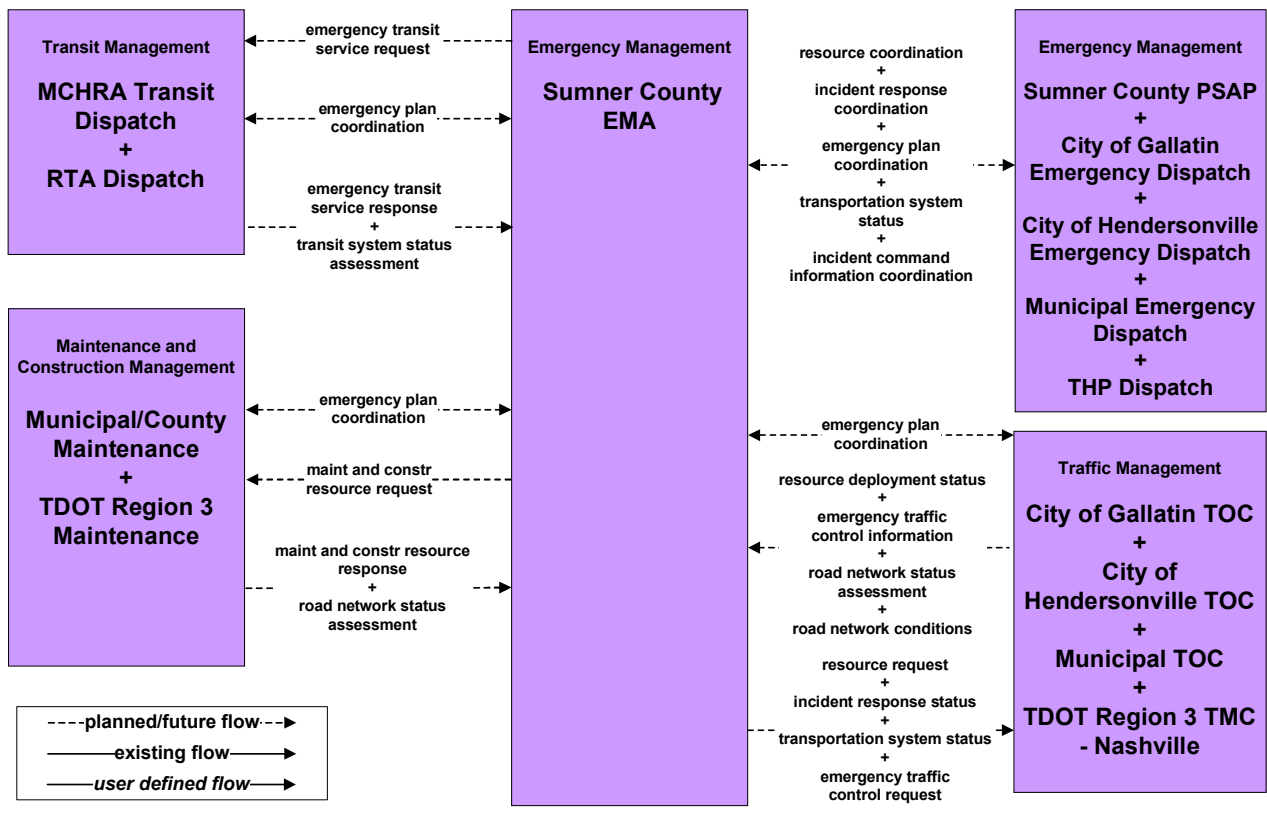 Transit Management
MCHRA Transit
Dispatch
+
RTA Dispatch
emergency transit
service request
emergency plan
coordination
emergency transit
service response
+
transit system status
assessment
Maintenance and
Construction Management
Municipal/County
Maintenance
+
TDOT Region 3
Maintenance
emergency plan
coordination
maint and constr
resource request
maint and constr resource
response
+
road network status
assessment
planned/future flow
existing flow
user defined flow
Emergency Management
Sumner County
EMA
resource coordination
+
incident response
coordination
+
emergency plan
coordination
+
transportation system
status
+
incident command
information coordination
emergency plan
coordination
resource deployment status
+
emergency traffic
control information
+
road network status
assessment
+
road network conditions
resource request
+
incident response status
+
transportation system status
+
emergency traffic
control request
Emergency Management
Sumner County PSAP
+
City of Gallatin
Emergency Dispatch
+
City of Hendersonville
Emergency Dispatch
+
Municipal Emergency
Dispatch
+
THP Dispatch
Traffic Management
City of Gallatin TOC
+
City of
Hendersonville TOC
+
Municipal TOC
+
TDOT Region 3 TMC
- Nashville